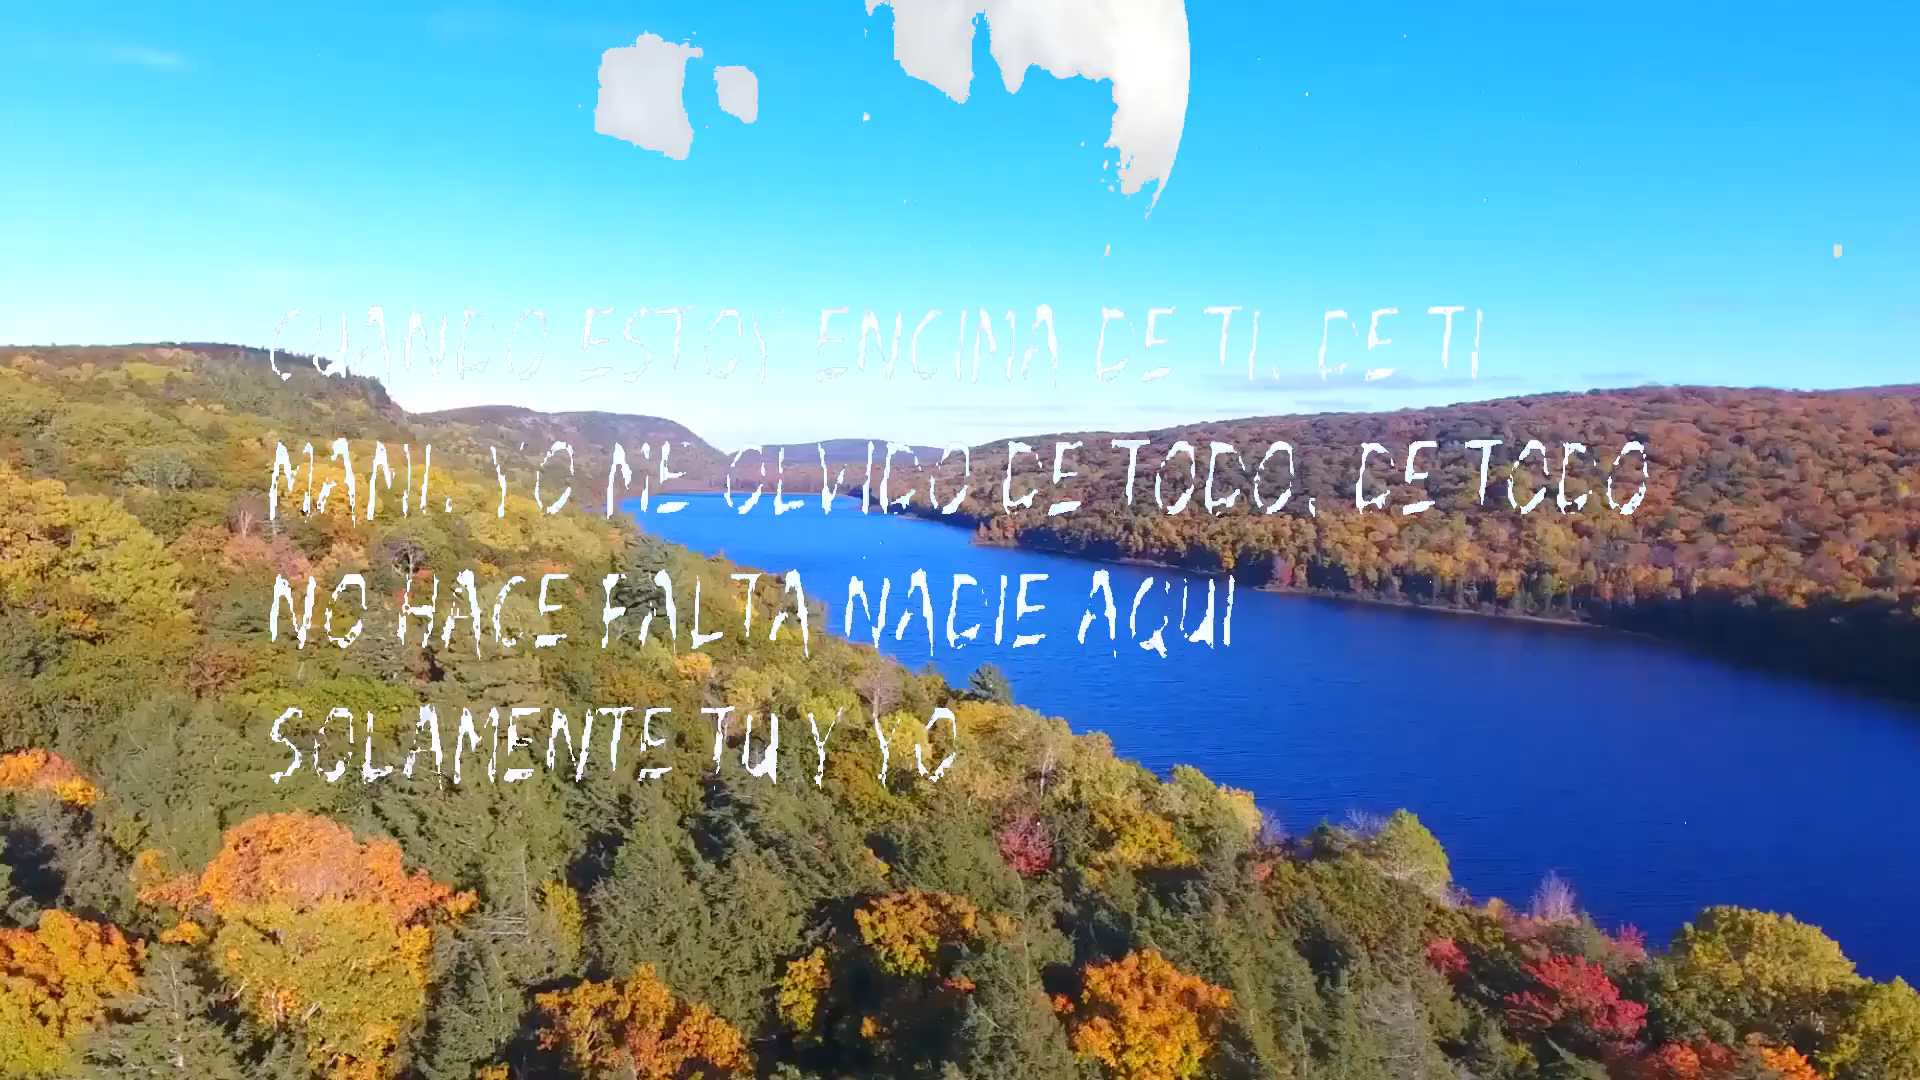 CUANDO ESTOY ENCIMA DE TI, DE TI
MAMI, YO ME OLVIDO DE TODO, DE TODO
NO HACE FALTA NADIE AQUI
SOLAMENTE TU Y YO